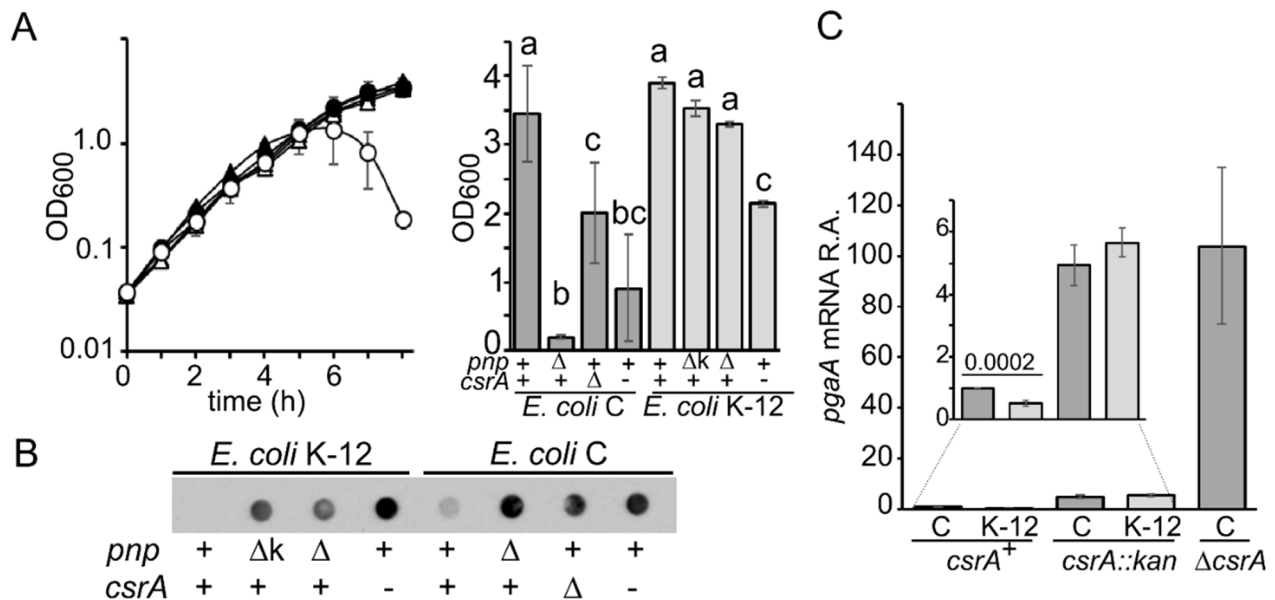 A
OD600
1.0
0.1
0.01
0 2 4 6
time (h)
OD600
4
3
2
1
0
a b c bc a a a c
pnp + Δ + + + Δk Δ +
csrA + + Δ - + + + -
E. coli C E. coli K-12
B
E. coli K-12 E. coli C
pnp + Δk Δ + + Δ + +
csrA + + + - + + Δ -
C
pgaA mRNA R.A.
140
120
100
80
60
40
20
0
6
4
2
0
0.0002
C K-12 C K-12 C
csrA+ csrA::kan ΔcsrA